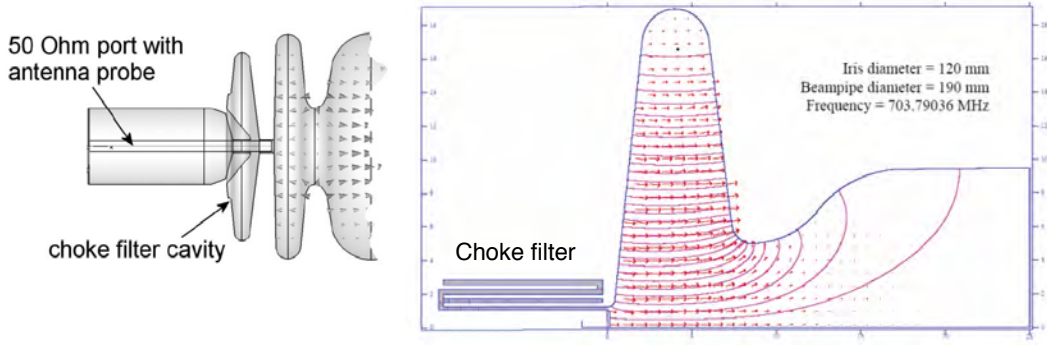 50 Ohm port with
antenna probe
choke filter cavity
Choke filter
Iris diameter = 120 mm
Beampipe diameter = 190 mm
Frequency = 703.79036 MHz